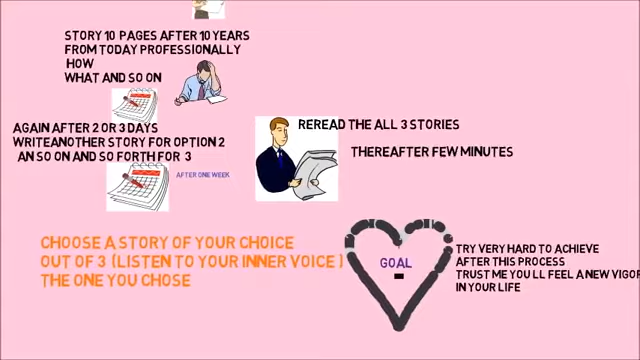 STORY 10 PAGES AFTER 10 YEARS
FROM TODAY PROFESSIONALLY
HOW
WHAT AND SO ON
AGAIN AFTER 2 OR 3 DAYS
WRITEANOTHER STORY FOR OPTION 2
AN SO ON AND SO FORTH FOR 3
AFTER ONE WEEK
REREAD THE ALL 3 STORIES
THEREAFTER FEW MINUTES
CHOOSE A STORY OF YOUR CHOICE
OUT OF 3 (LISTEN TO YOUR INNER VOICE )
THE ONE YOU CHOSE
GOAL
TRY VERY HARD TO ACHIEVE
AFTER THIS PROCESS
TRUST ME YOU LL FEEL A NEW VIGOR
IN YOUR LIFE